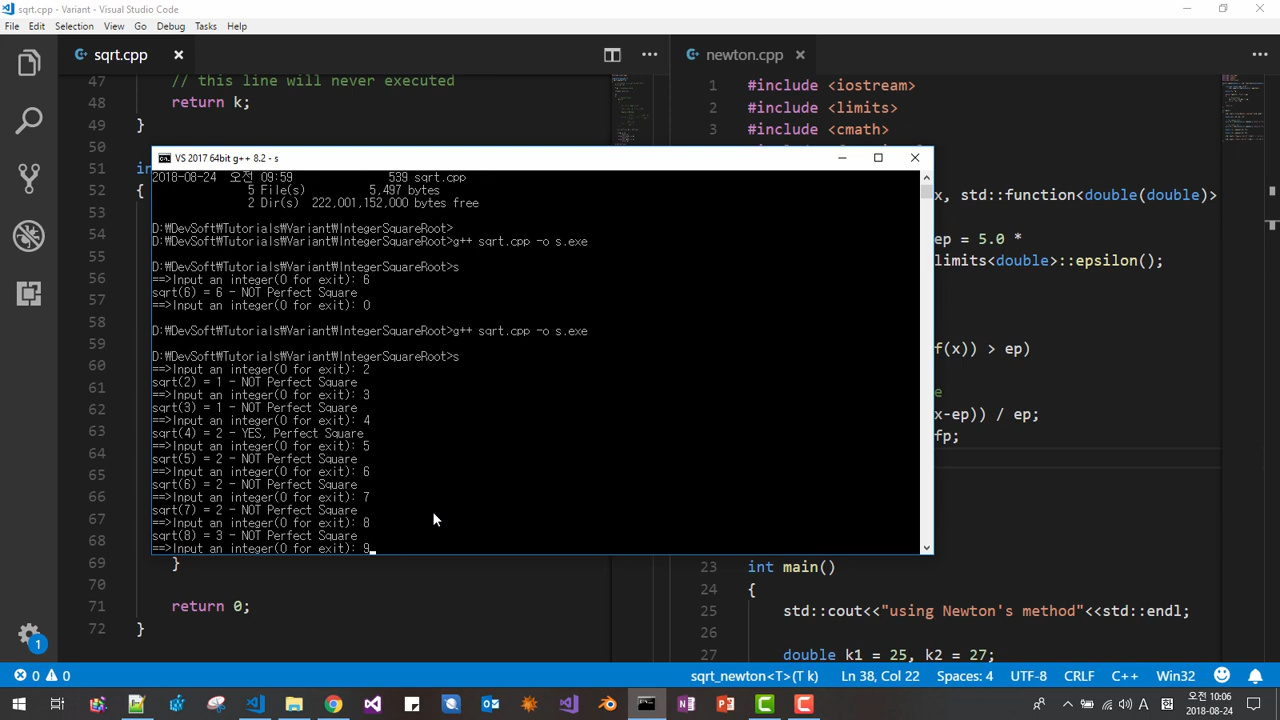 sqrt.cpp - Variant - Visual Studio Code
File Edit Selection View Go Debug Tasks Help
sqrt.cpp
47 // this line will never executed
48 return k;
49 }
50
51 in
52 {
53
54
55
56
57
58
59
60
61
62
63
64
65
66
67
68
69 }
70
71 return 0;
72 }
newton.cpp
1 #include <iostream>
2 #include <limits>
3 #include <cmath>
x, std::function<double(double)>
ep = 5.0 *
limits<double>::epsilon();
f(x)) > ep)
e
x-ep)) / ep;
fp;
23 int main()
24 {
25 std::cout<<"using Newton's method"<<std::endl;
26
27 double k1 = 25, k2 = 27;
VS 2017 64bit g++ 8.2 - s
2018-08-24 오전 09:59 539 sqrt.cpp
5 File(s) 5,497 bytes
2 Dir(s) 222,001,152,000 bytes free
D:₩DevSoft₩Tutorials₩Variant₩IntegerSquareRoot>
D:₩DevSoft₩Tutorials₩Variant₩IntegerSquareRoot>g++ sqrt.cpp -o s.exe
D:₩DevSoft₩Tutorials₩Variant₩IntegerSquareRoot>s
==>Input an integer(0 for exit): 6
sqrt(6) = 6 - NOT Perfect Square
==>Input an integer(0 for exit): 0
D:₩DevSoft₩Tutorials₩Variant₩IntegerSquareRoot>g++ sqrt.cpp -o s.exe
D:₩DevSoft₩Tutorials₩Variant₩IntegerSquareRoot>s
==>Input an integer(0 for exit): 2
sqrt(2) = 1 - NOT Perfect Square
==>Input an integer(0 for exit): 3
sqrt(3) = 1 - NOT Perfect Square
==>Input an integer(0 for exit): 4
sqrt(4) = 2 - YES, Perfect Square
==>Input an integer(0 for exit): 5
sqrt(5) = 2 - NOT Perfect Square
==>Input an integer(0 for exit): 6
sqrt(6) = 2 - NOT Perfect Square
==>Input an integer(0 for exit): 7
sqrt(7) = 2 - NOT Perfect Square
==>Input an integer(0 for exit): 8
sqrt(8) = 3 - NOT Perfect Square
==>Input an integer(0 for exit): 9
1
0 0 sqrt_newton<T>(T k) Ln 38, Col 22 Spaces: 4 UTF-8 CRLF C++ Win32
A 한 오전 10:06
2018-08-24